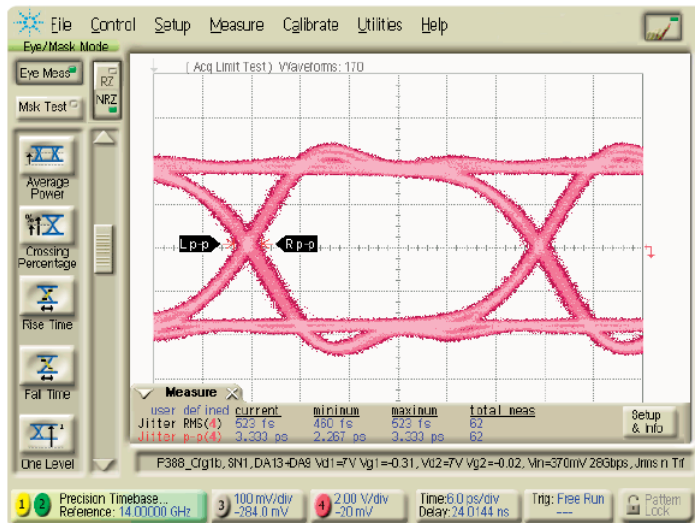 File Control Setup Measure Calibrate Utilities Help
Eye/Mask Mode
Eye Meas
RZ
NRZ
Msk Test
( Acq Limit Test ) Waveforms: 170
Average
Power
Crossing
Percentage
L p-p
R p-p
Rise Time
Fall Time
One Level
Measure
user defined current minimum maximum total meas
Jitter RMS(4) 523 fs 460 fs 523 fs 62
Jitter p-p(4) 3.333 ps 2.267 ps 3.333 ps 62
Setup
& Info
P388_Cfg1b, SN1, DA13+DA9 Vd1=7V Vg1=-0.31, Vd2=7V Vg2=-0.02, Vin=370mV 28Gbps, Jrms n Trf
1 2 Precision Timebase...
Reference: 14.00000 GHz
3 100 mV/div
-284.0 mV
4 2.00 V/div
-20 mV
Time:6.0 ps/div
Delay:24.0144 ns
Trig: Free Run
---
Pattern
Lock